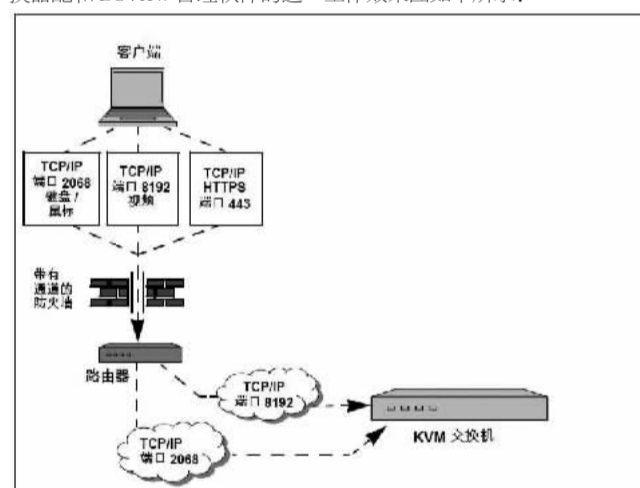 客户端
TCP/IP
端口 2068
键盘 /
鼠标
TCP/IP
端口 8192
视频
TCP/IP
HTTPS
端口 443
带有
通道的
防火墙
路由器
TCP/IP
端口 8192
TCP/IP
端口 2068
KVM 交换机